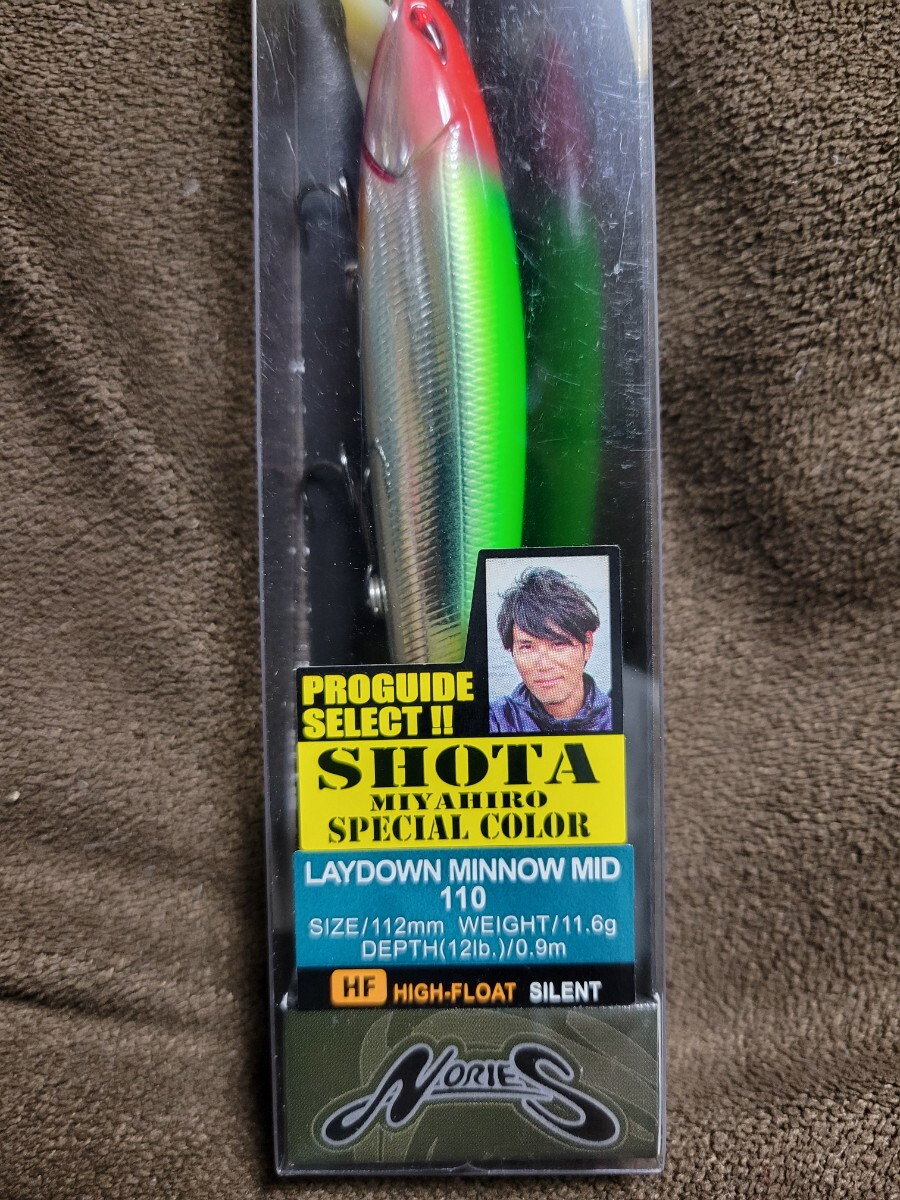 PROGUIDE
SELECT !!
SHOTA
MIYAHIRO
SPECIAL COLOR
LAYDOWN MINNOW MID
110
SIZE/112mm WEIGHT/11.6g
DEPTH(12lb.)/0.9m
HF HIGH-FLOAT SILENT
NORIES